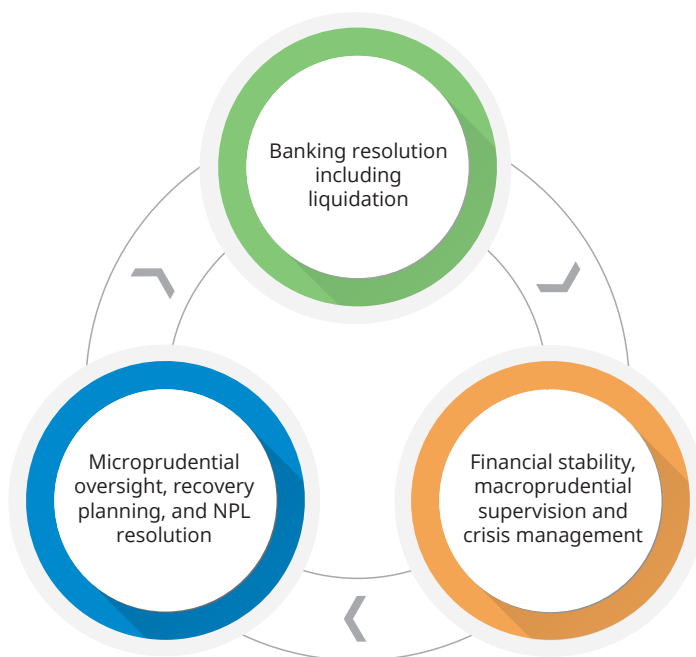 Banking resolution
including
liquidation
Microprudential
oversight, recovery
planning, and NPL
resolution
Financial stability,
macroprudential
supervision and
crisis management